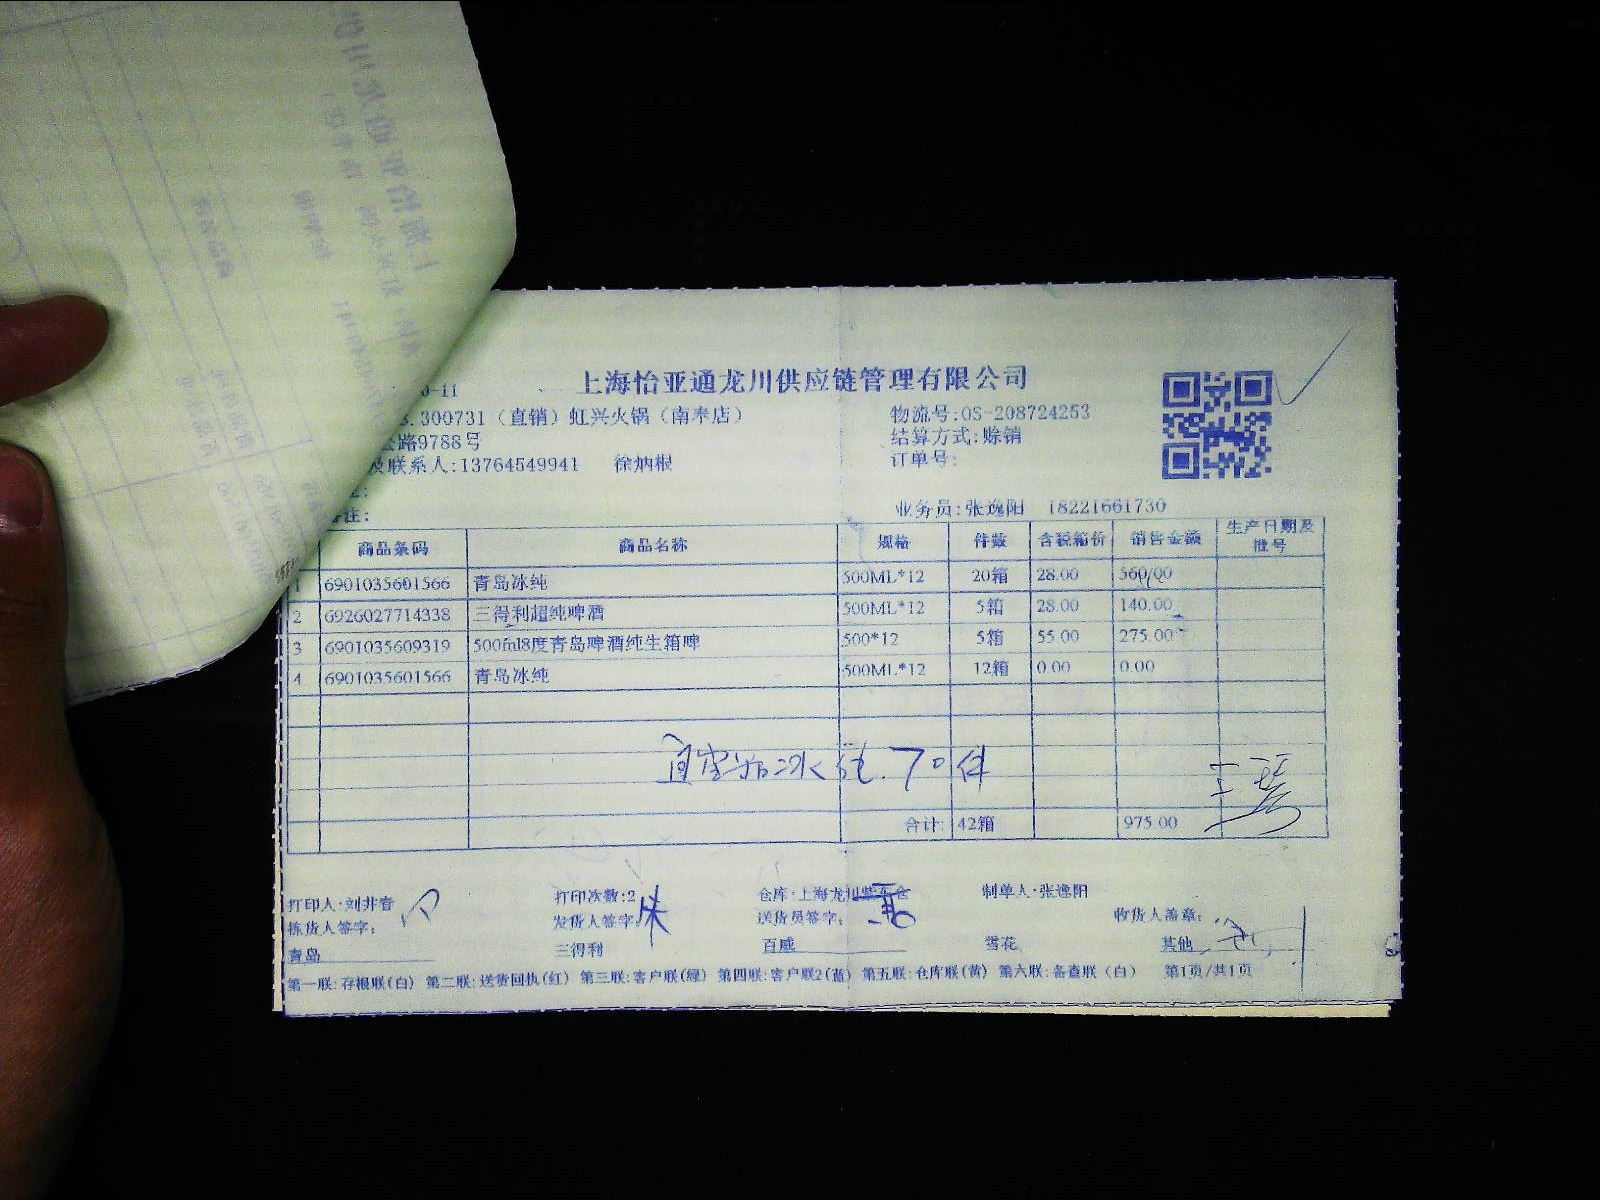 上海怡亚通龙川供应链管理有限公司
300731（直销）虹兴火锅（南奉店）
物流号:OS-208724253
路9788号
结算方式:赊销
联系人:13764549941 徐炳根
订单号:
业务员:张逸阳 18221661730
注:
商品条码 商品名称 规格 件数 含税箱价 销售金额 生产日期及批号
1 6901035601566 青岛冰纯 500ML*12 20箱 28.00 560.00
2 6926027714338 三得利超纯啤酒 500ML*12 5箱 28.00 140.00
3 6901035609319 500ml8度青岛啤酒纯生箱啤 500*12 5箱 55.00 275.00
4 6901035601566 青岛冰纯 500ML*12 12箱 0.00 0.00
冰纯.70件
合计: 42箱 975.00
打印人:刘井春 打印次数:2 仓库:上海龙川 制单人:张逸阳
拣货人签字: 发货人签字: 朱 送货员签字: 收货人盖章:
青岛 三得利 百威 雪花 其他
第一联:存根联(白) 第二联:送货回执(红) 第三联:客户联(绿) 第四联:客户联2(蓝) 第五联:仓库联(黄) 第六联:备查联（白） 第1页/共1页